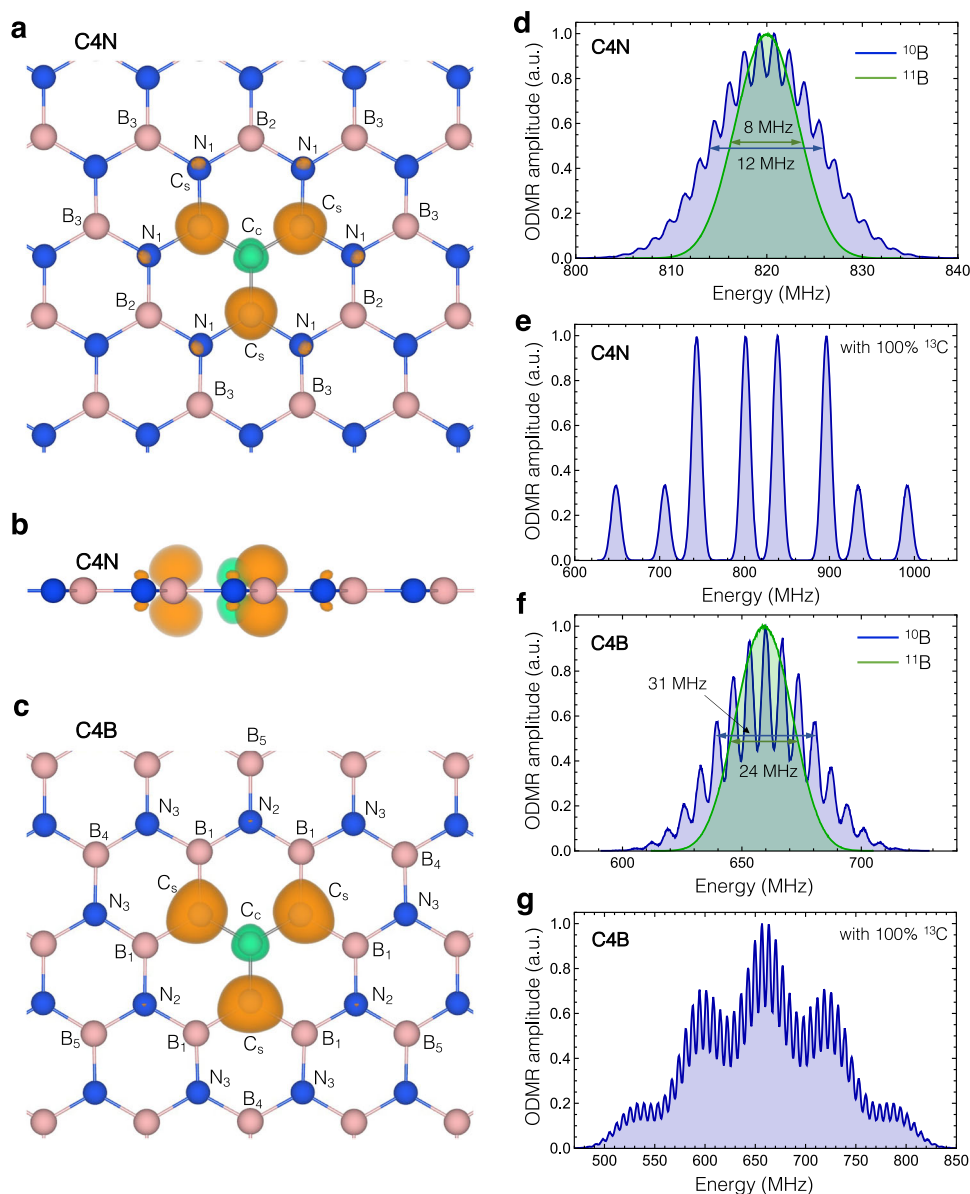 a
C4N
B3
B2
B3
N1
N1
Cs
Cs
Cc
B3
B3
N1
N1
B2
B2
N1
N1
Cs
B3
B3
b
C4N
c
C4B
B5
N3
N2
N3
B4
B1
B1
B4
Cs
Cs
Cc
N3
N3
B1
B1
N2
N2
B5
B1
B1
B5
Cs
N3
N3
B4
d
C4N
10B
11B
8 MHz
12 MHz
ODMR amplitude (a.u.)
1.0
0.8
0.6
0.4
0.2
0.0
800 810 820 830 840
Energy (MHz)
e
C4N
with 100% 13C
ODMR amplitude (a.u.)
1.0
0.8
0.6
0.4
0.2
0.0
600 700 800 900 1000
Energy (MHz)
f
C4B
10B
11B
31 MHz
24 MHz
ODMR amplitude (a.u.)
1.0
0.8
0.6
0.4
0.2
0.0
600 650 700
Energy (MHz)
g
C4B
with 100% 13C
ODMR amplitude (a.u.)
1.0
0.8
0.6
0.4
0.2
0.0
500 550 600 650 700 750 800 850
Energy (MHz)